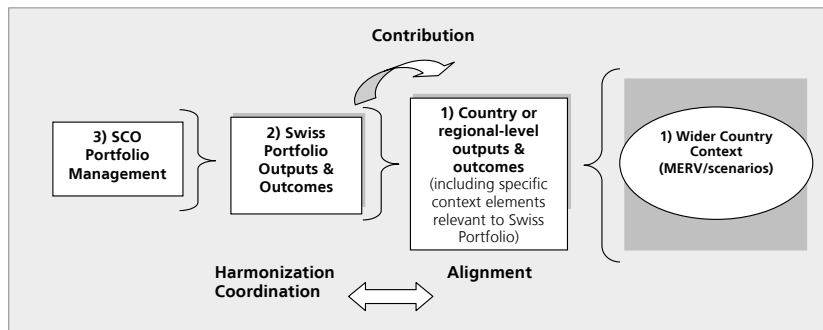 Contribution
3) SCO
Portfolio
Management
2) Swiss
Portfolio
Outputs &
Outcomes
1) Country or
regional-level
outputs &
outcomes
(including specific
context elements
relevant to Swiss
Portfolio)
1) Wider Country
Context
(MERV/scenarios)
Harmonization
Coordination
Alignment